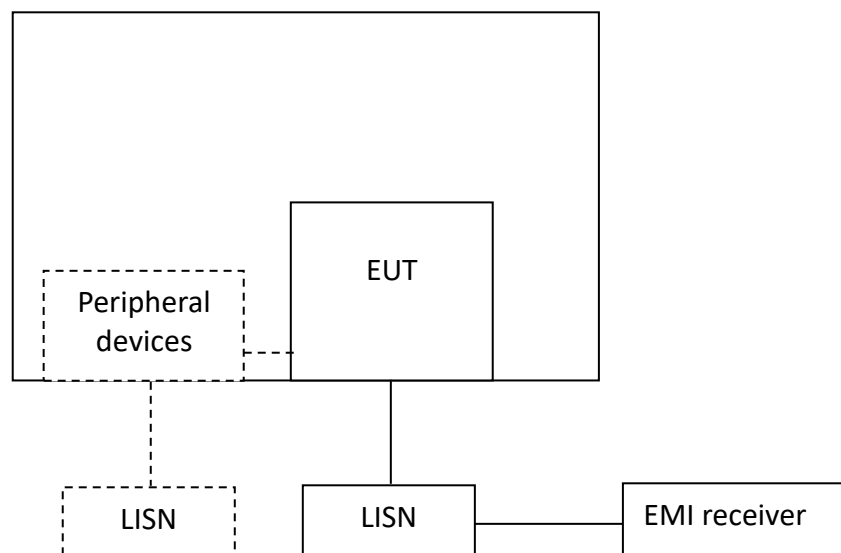 EUT
Peripheral
devices
LISN
LISN
EMI receiver